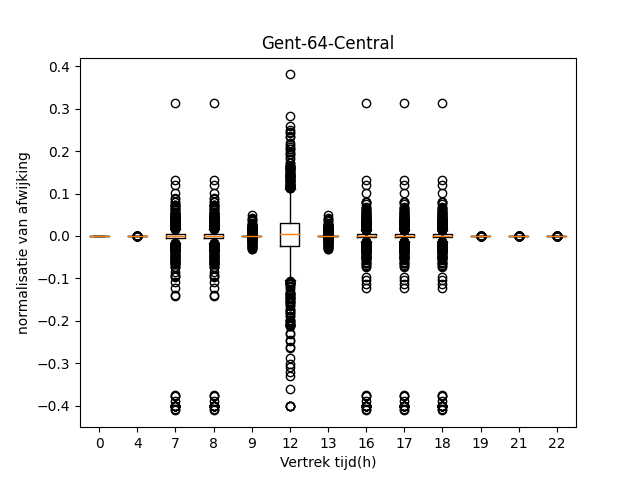 Gent-64-Central
normalisatie van afwijking
0.4
0.3
0.2
0.1
0.0
−0.1
−0.2
−0.3
−0.4
0 4 7 8 9 12 13 16 17 18 19 21 22
Vertrek tijd(h)